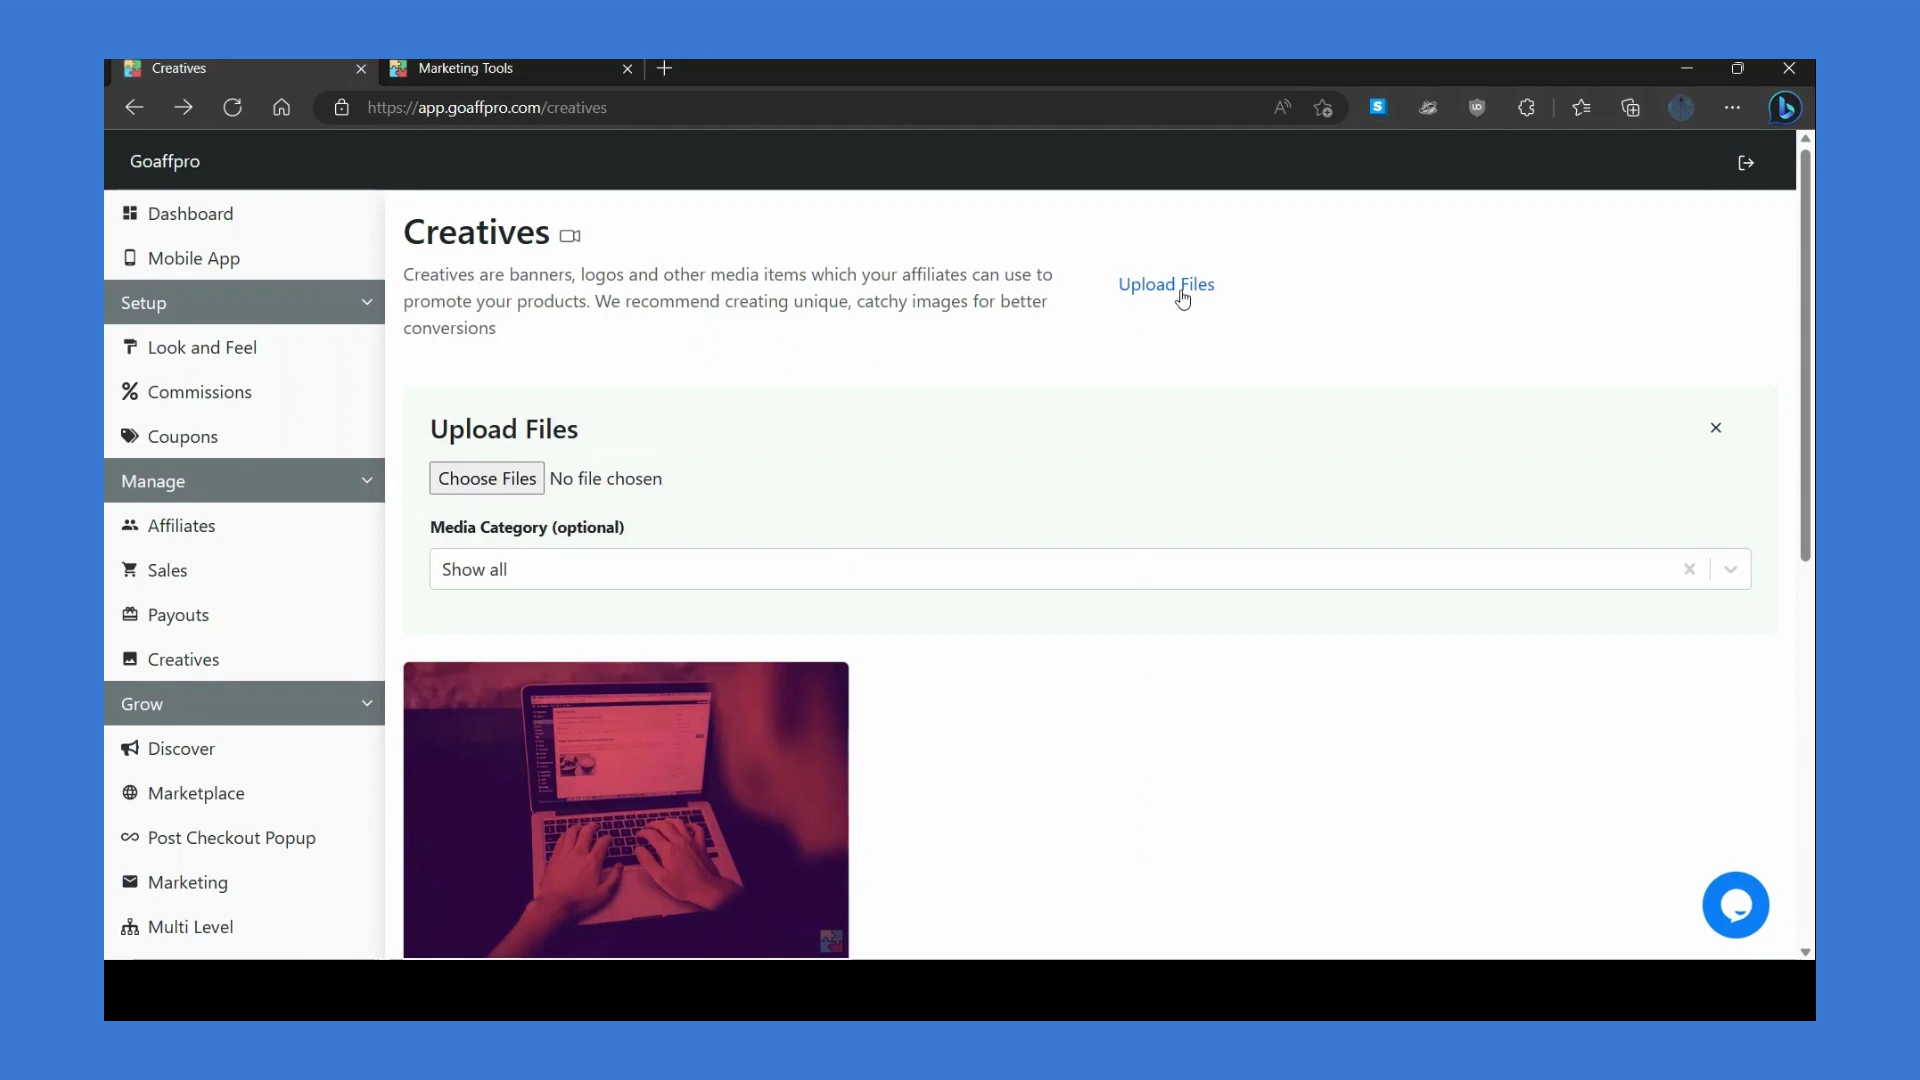 Creatives
Marketing Tools
https://app.goaffpro.com/creatives
Goaffpro
Dashboard
Mobile App
Setup
Look and Feel
Commissions
Coupons
Manage
Affiliates
Sales
Payouts
Creatives
Grow
Discover
Marketplace
Post Checkout Popup
Marketing
Multi Level
Creatives
Creatives are banners, logos and other media items which your affiliates can use to
promote your products. We recommend creating unique, catchy images for better
conversions
Upload Files
Upload Files
Choose Files No file chosen
Media Category (optional)
Show all